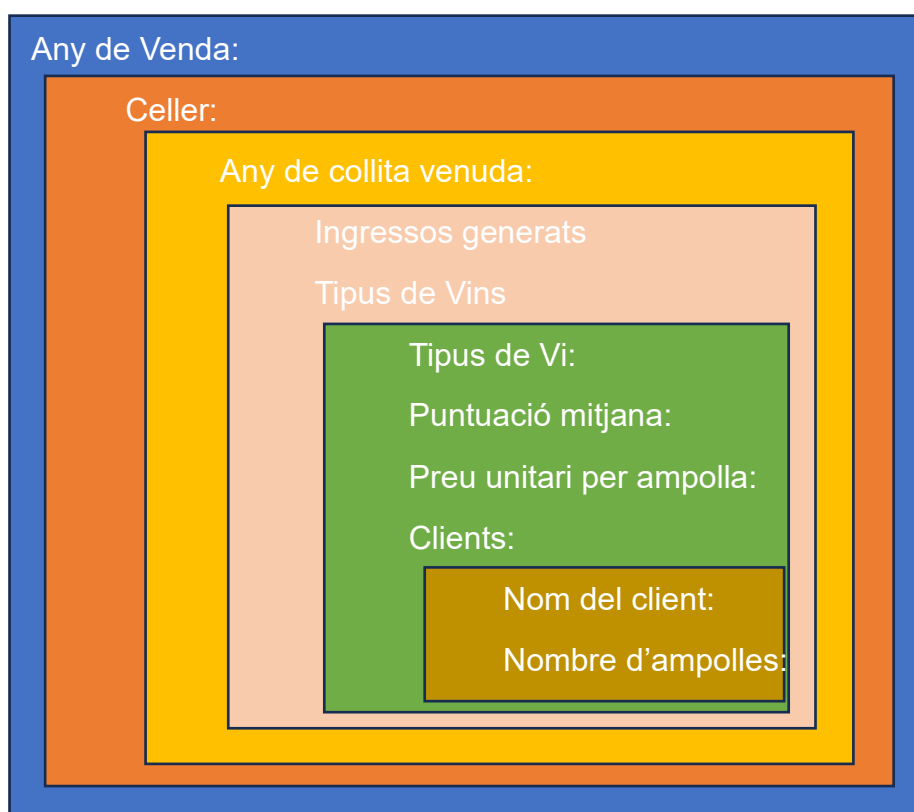 Any de Venda:
Celler:
Any de collita venuda:
Ingressos generats
Tipus de Vins
Tipus de Vi:
Puntuació mitjana:
Preu unitari per ampolla:
Clients:
Nom del client:
Nombre d’ampolles: